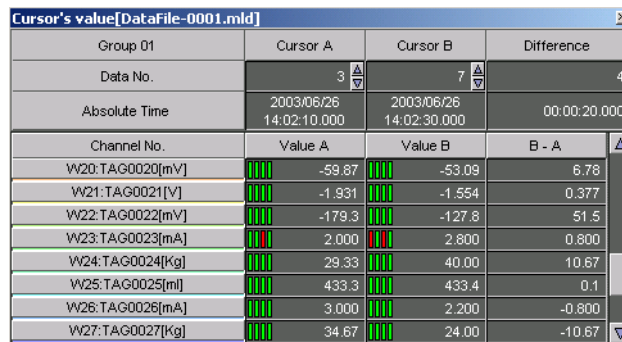 Cursor's value[DataFile-0001.mld]
Group 01 Cursor A Cursor B Difference
Data No. 3 7 4
Absolute Time 2003/06/26 14:02:10.000 2003/06/26 14:02:30.000 00:00:20.000
Channel No. Value A Value B B - A
W20:TAG0020[mV] -59.87 -53.09 6.78
W21:TAG0021[V] -1.931 -1.554 0.377
W22:TAG0022[mV] -179.3 -127.8 51.5
W23:TAG0023[mA] 2.000 2.800 0.800
W24:TAG0024[Kg] 29.33 40.00 10.67
W25:TAG0025[ml] 433.3 433.4 0.1
W26:TAG0026[mA] 3.000 2.200 -0.800
W27:TAG0027[Kg] 34.67 24.00 -10.67